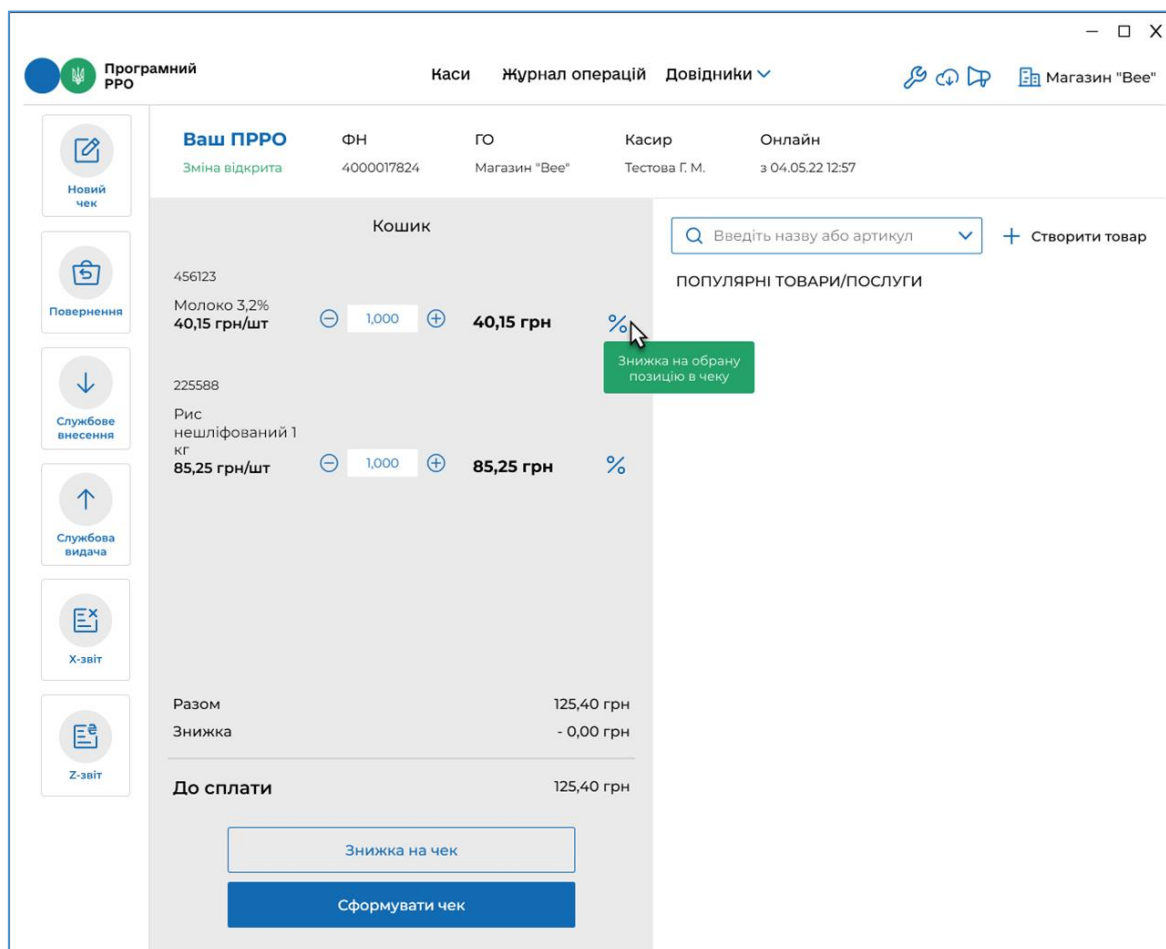 Програмний
РРО
Каси
Журнал операцій
Довідники
Магазин "Bee"
Новий
чек
Повернення
Службове
внесення
Службова
видача
X-звіт
Z-звіт
Ваш ПРРО
Зміна відкрита
ФН
4000017824
ГО
Магазин "Bee"
Касир
Тестова Г. М.
Онлайн
з 04.05.22 12:57
Кошик
456123
Молоко 3,2%
40,15 грн/шт
1,000
40,15 грн
%
Знижка на обрану
позицію в чеку
225588
Рис
нешліфований 1
кг
85,25 грн/шт
1,000
85,25 грн
%
Разом
125,40 грн
Знижка
- 0,00 грн
До сплати
125,40 грн
Знижка на чек
Сформувати чек
Введіть назву або артикул
+ Створити товар
ПОПУЛЯРНІ ТОВАРИ/ПОСЛУГИ